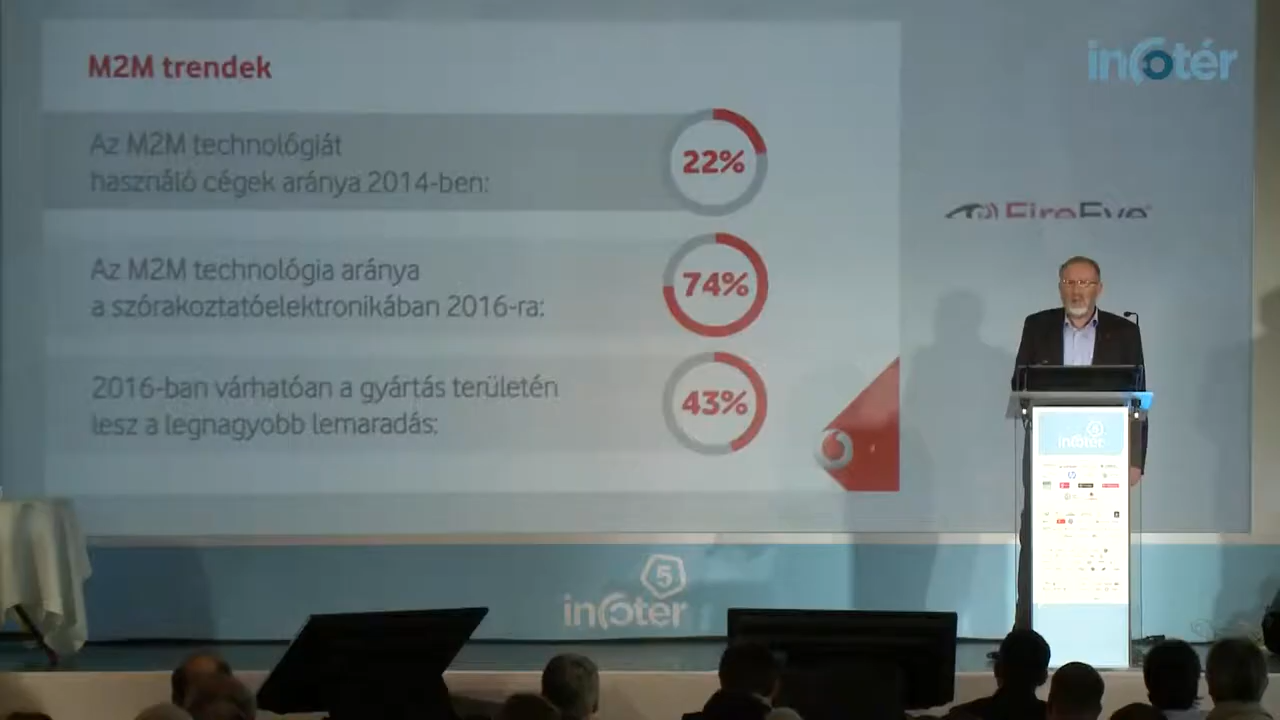 M2M trendek
infotér
Az M2M technológiát
használó cégek aránya 2014-ben:
22%
FireEye
Az M2M technológia aránya
a szórakoztatóelektronikában 2016-ra:
74%
2016-ban várhatóan a gyártás területén
lesz a legnagyobb lemaradás:
43%
5
infotér
5
infotér